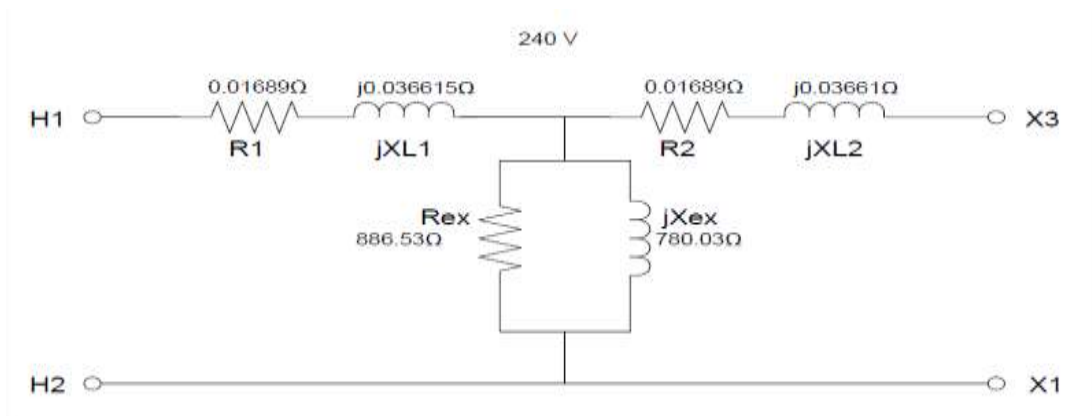 240 V
0.01689Ω j0.036615Ω 0.01689Ω j0.03661Ω
H1 X3
R1 jXL1 R2 jXL2
Rex jXex
886.53Ω 780.03Ω
H2 X1